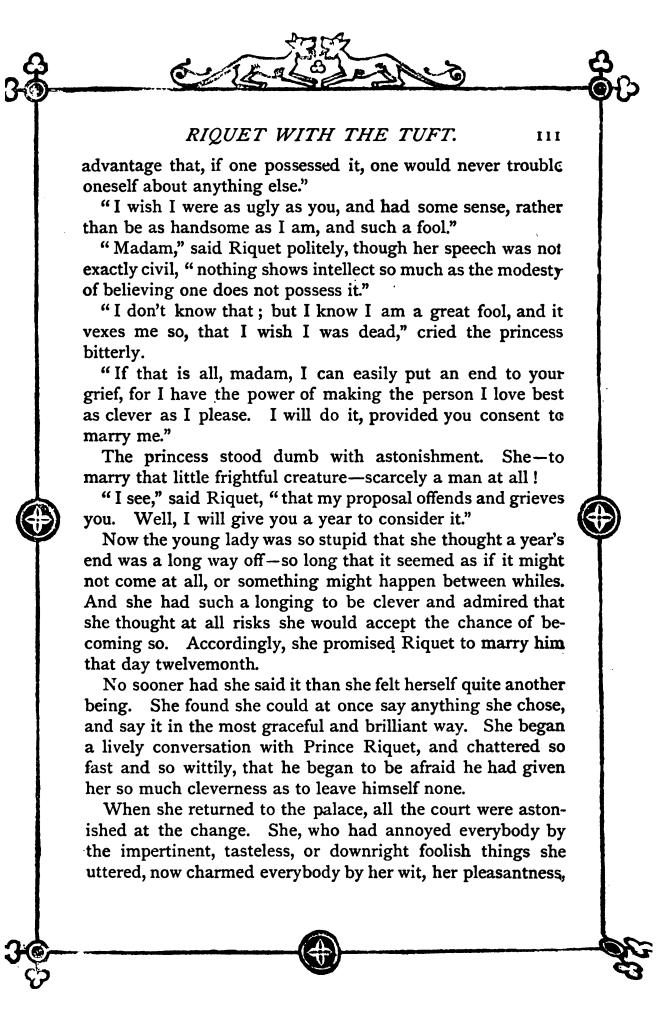 RIQUET WITH THE TUFT. 111
advantage that, if one possessed it, one would never trouble
oneself about anything else.”
“I wish I were as ugly as you, and had some sense, rather
than be as handsome as I am, and such a fool.”
“Madam,” said Riquet politely, though her speech was not
exactly civil, “nothing shows intellect so much as the modesty
of believing one does not possess it.”
“I don’t know that; but I know I am a great fool, and it
vexes me so, that I wish I was dead,” cried the princess
bitterly.
“If that is all, madam, I can easily put an end to your
grief, for I have the power of making the person I love best
as clever as I please. I will do it, provided you consent to
marry me.”
The princess stood dumb with astonishment. She—to
marry that little frightful creature—scarcely a man at all!
“I see,” said Riquet, “that my proposal offends and grieves
you. Well, I will give you a year to consider it.”
Now the young lady was so stupid that she thought a year’s
end was a long way off—so long that it seemed as if it might
not come at all, or something might happen between whiles.
And she had such a longing to be clever and admired that
she thought at all risks she would accept the chance of be-
coming so. Accordingly, she promised Riquet to marry him
that day twelvemonth.
No sooner had she said it than she felt herself quite another
being. She found she could at once say anything she chose,
and say it in the most graceful and brilliant way. She began
a lively conversation with Prince Riquet, and chattered so
fast and so wittily, that he began to be afraid he had given
her so much cleverness as to leave himself none.
When she returned to the palace, all the court were aston-
ished at the change. She, who had annoyed everybody by
the impertinent, tasteless, or downright foolish things she
uttered, now charmed everybody by her wit, her pleasantness,